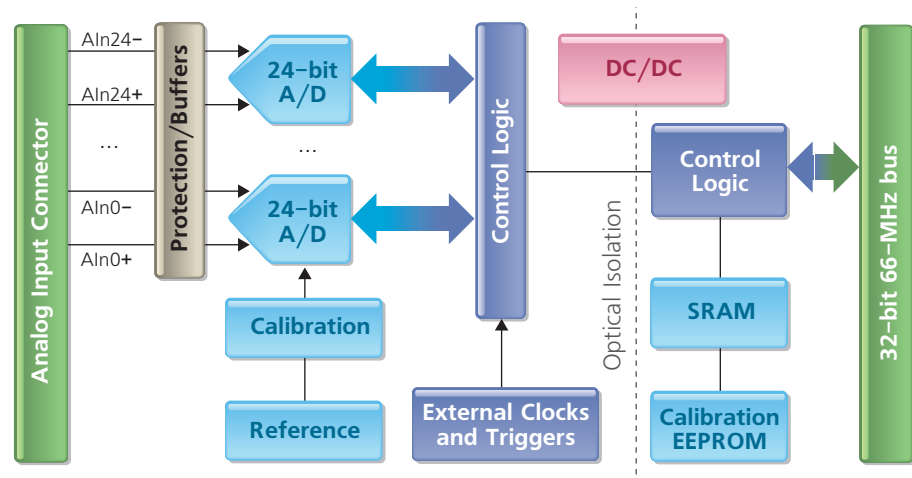 Analog Input Connector
AIn24−
AIn24+
...
AIn0−
AIn0+
Protection/Buffers
24−bit
A/D
...
24−bit
A/D
Calibration
Reference
Control Logic
External Clocks
and Triggers
DC/DC
Optical Isolation
Control
Logic
SRAM
Calibration
EEPROM
32−bit 66−MHz bus